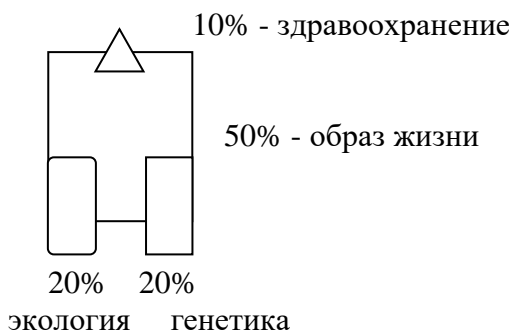 10% - здравоохранение
50% - образ жизни
20% 20%
экология генетика